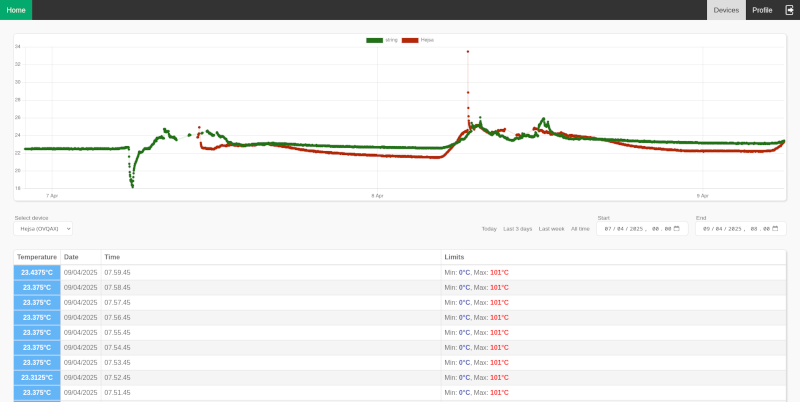 Home Devices Profile
string Hejsa
34
32
30
28
26
24
22
20
18
7 Apr 8 Apr 9 Apr
Select device Start End
Hejsa (OVQAX) Today Last 3 days Last week All time 07/04/2025, 00.00 09/04/2025, 08.00
Temperature Date Time Limits
23.4375°C 09/04/2025 07.59.45 Min: 0°C, Max: 101°C
23.375°C 09/04/2025 07.58.45 Min: 0°C, Max: 101°C
23.375°C 09/04/2025 07.57.45 Min: 0°C, Max: 101°C
23.375°C 09/04/2025 07.56.45 Min: 0°C, Max: 101°C
23.375°C 09/04/2025 07.55.45 Min: 0°C, Max: 101°C
23.375°C 09/04/2025 07.54.45 Min: 0°C, Max: 101°C
23.375°C 09/04/2025 07.53.45 Min: 0°C, Max: 101°C
23.3125°C 09/04/2025 07.52.45 Min: 0°C, Max: 101°C
23.375°C 09/04/2025 07.51.45 Min: 0°C, Max: 101°C